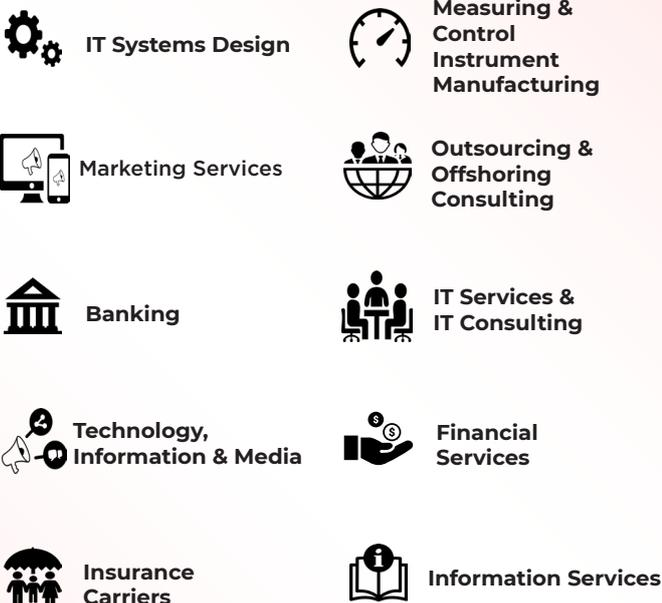 IT Systems Design
Measuring &
Control
Instrument
Manufacturing
Marketing Services
Outsourcing &
Offshoring
Consulting
Banking
IT Services &
IT Consulting
Technology,
Information & Media
$
$
Financial
Services
Insurance
Carriers
i
Information Services